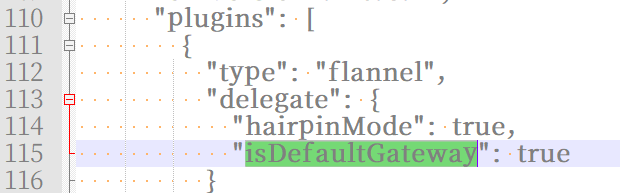 110 "plugins": [
111 {
112 "type": "flannel",
113 "delegate": {
114 "hairpinMode": true,
115 "isDefaultGateway": true
116 }